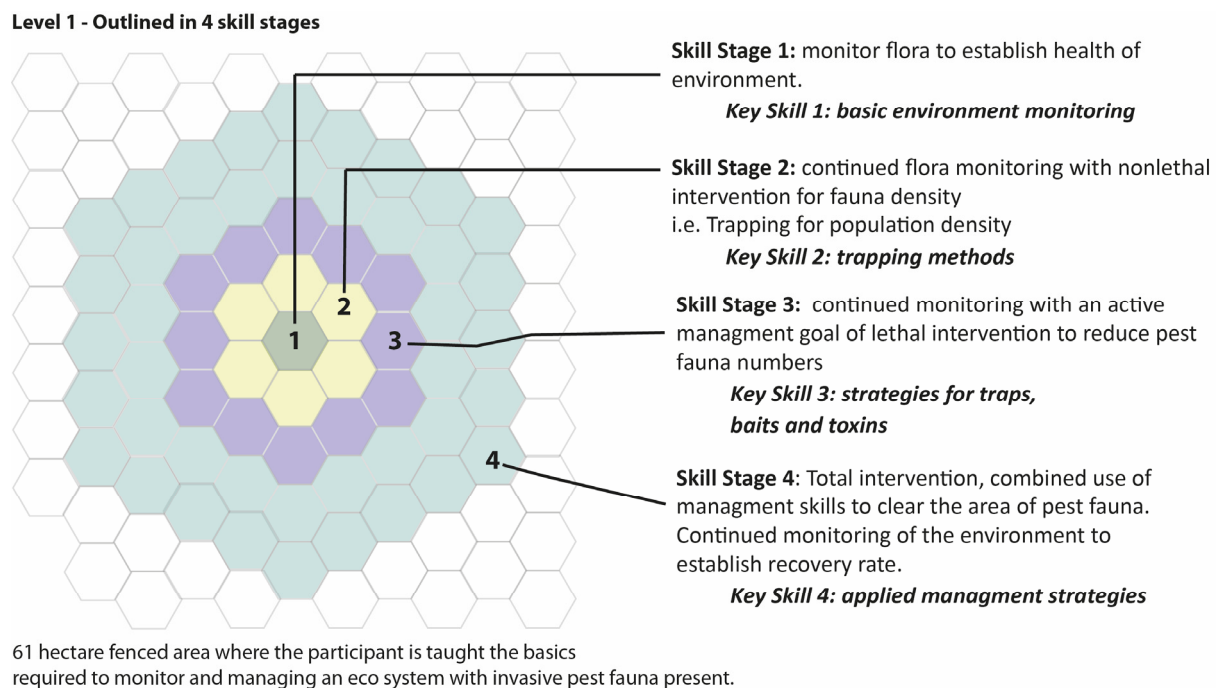 Level 1 - Outlined in 4 skill stages
Skill Stage 1: monitor flora to establish health of
environment.
Key Skill 1: basic environment monitoring
Skill Stage 2: continued flora monitoring with nonlethal
intervention for fauna density
i.e. Trapping for population density
Key Skill 2: trapping methods
Skill Stage 3: continued monitoring with an active
managment goal of lethal intervention to reduce pest
fauna numbers
Key Skill 3: strategies for traps,
baits and toxins
Skill Stage 4: Total intervention, combined use of
managment skills to clear the area of pest fauna.
Continued monitoring of the environment to
establish recovery rate.
Key Skill 4: applied managment strategies
2
1
3
4
61 hectare fenced area where the participant is taught the basics
required to monitor and managing an eco system with invasive pest fauna present.